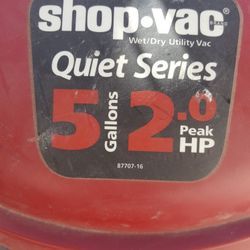 shop·vac®
Wet/Dry Utility Vac
Quiet Series
5 Gallons 2.0 Peak HP
87707-16